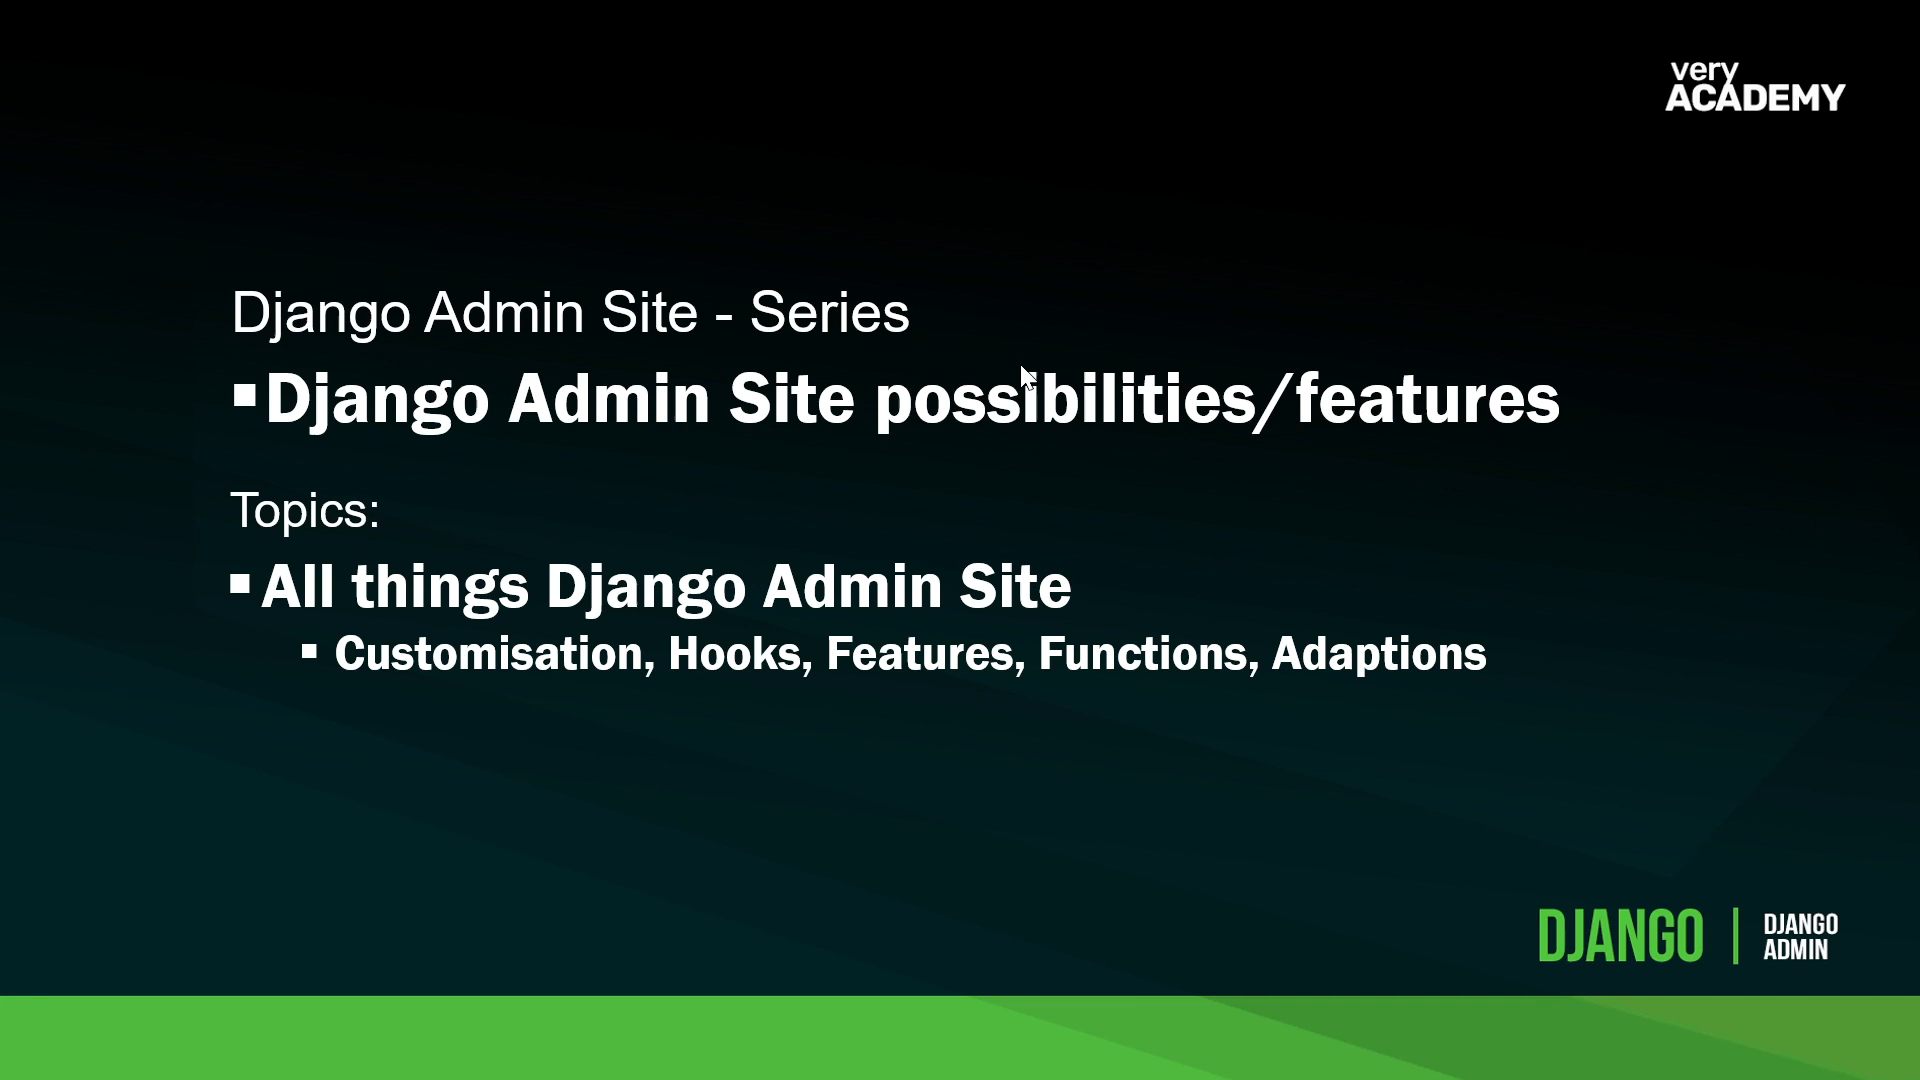 very
ACADEMY
Django Admin Site - Series
▪Django Admin Site possibilities/features
Topics:
▪All things Django Admin Site
▪ Customisation, Hooks, Features, Functions, Adaptions
DJANGO | DJANGO
ADMIN